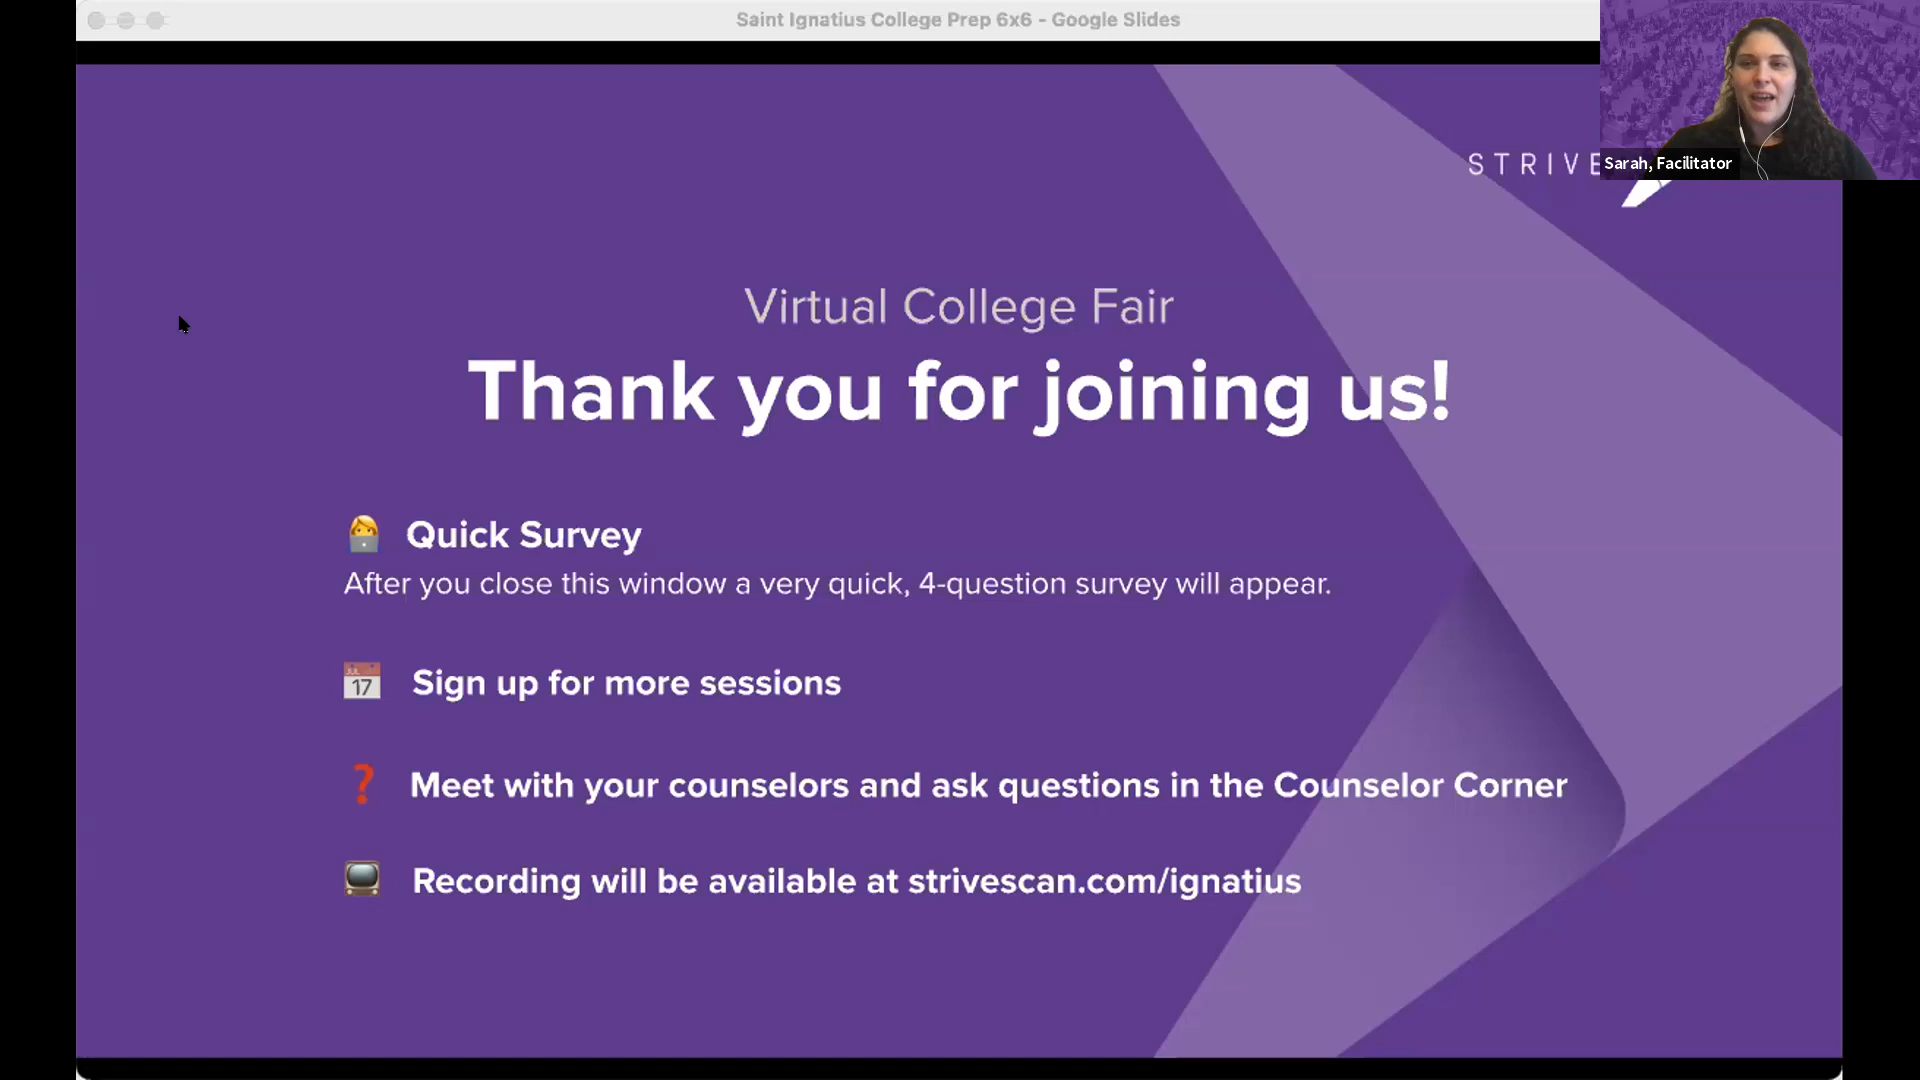 Saint Ignatius College Prep 6x6 - Google Slides
STRIVE
Sarah, Facilitator
Virtual College Fair
Thank you for joining us!
Quick Survey
After you close this window a very quick, 4-question survey will appear.
JUL
17
Sign up for more sessions
Meet with your counselors and ask questions in the Counselor Corner
Recording will be available at strivescan.com/ignatius